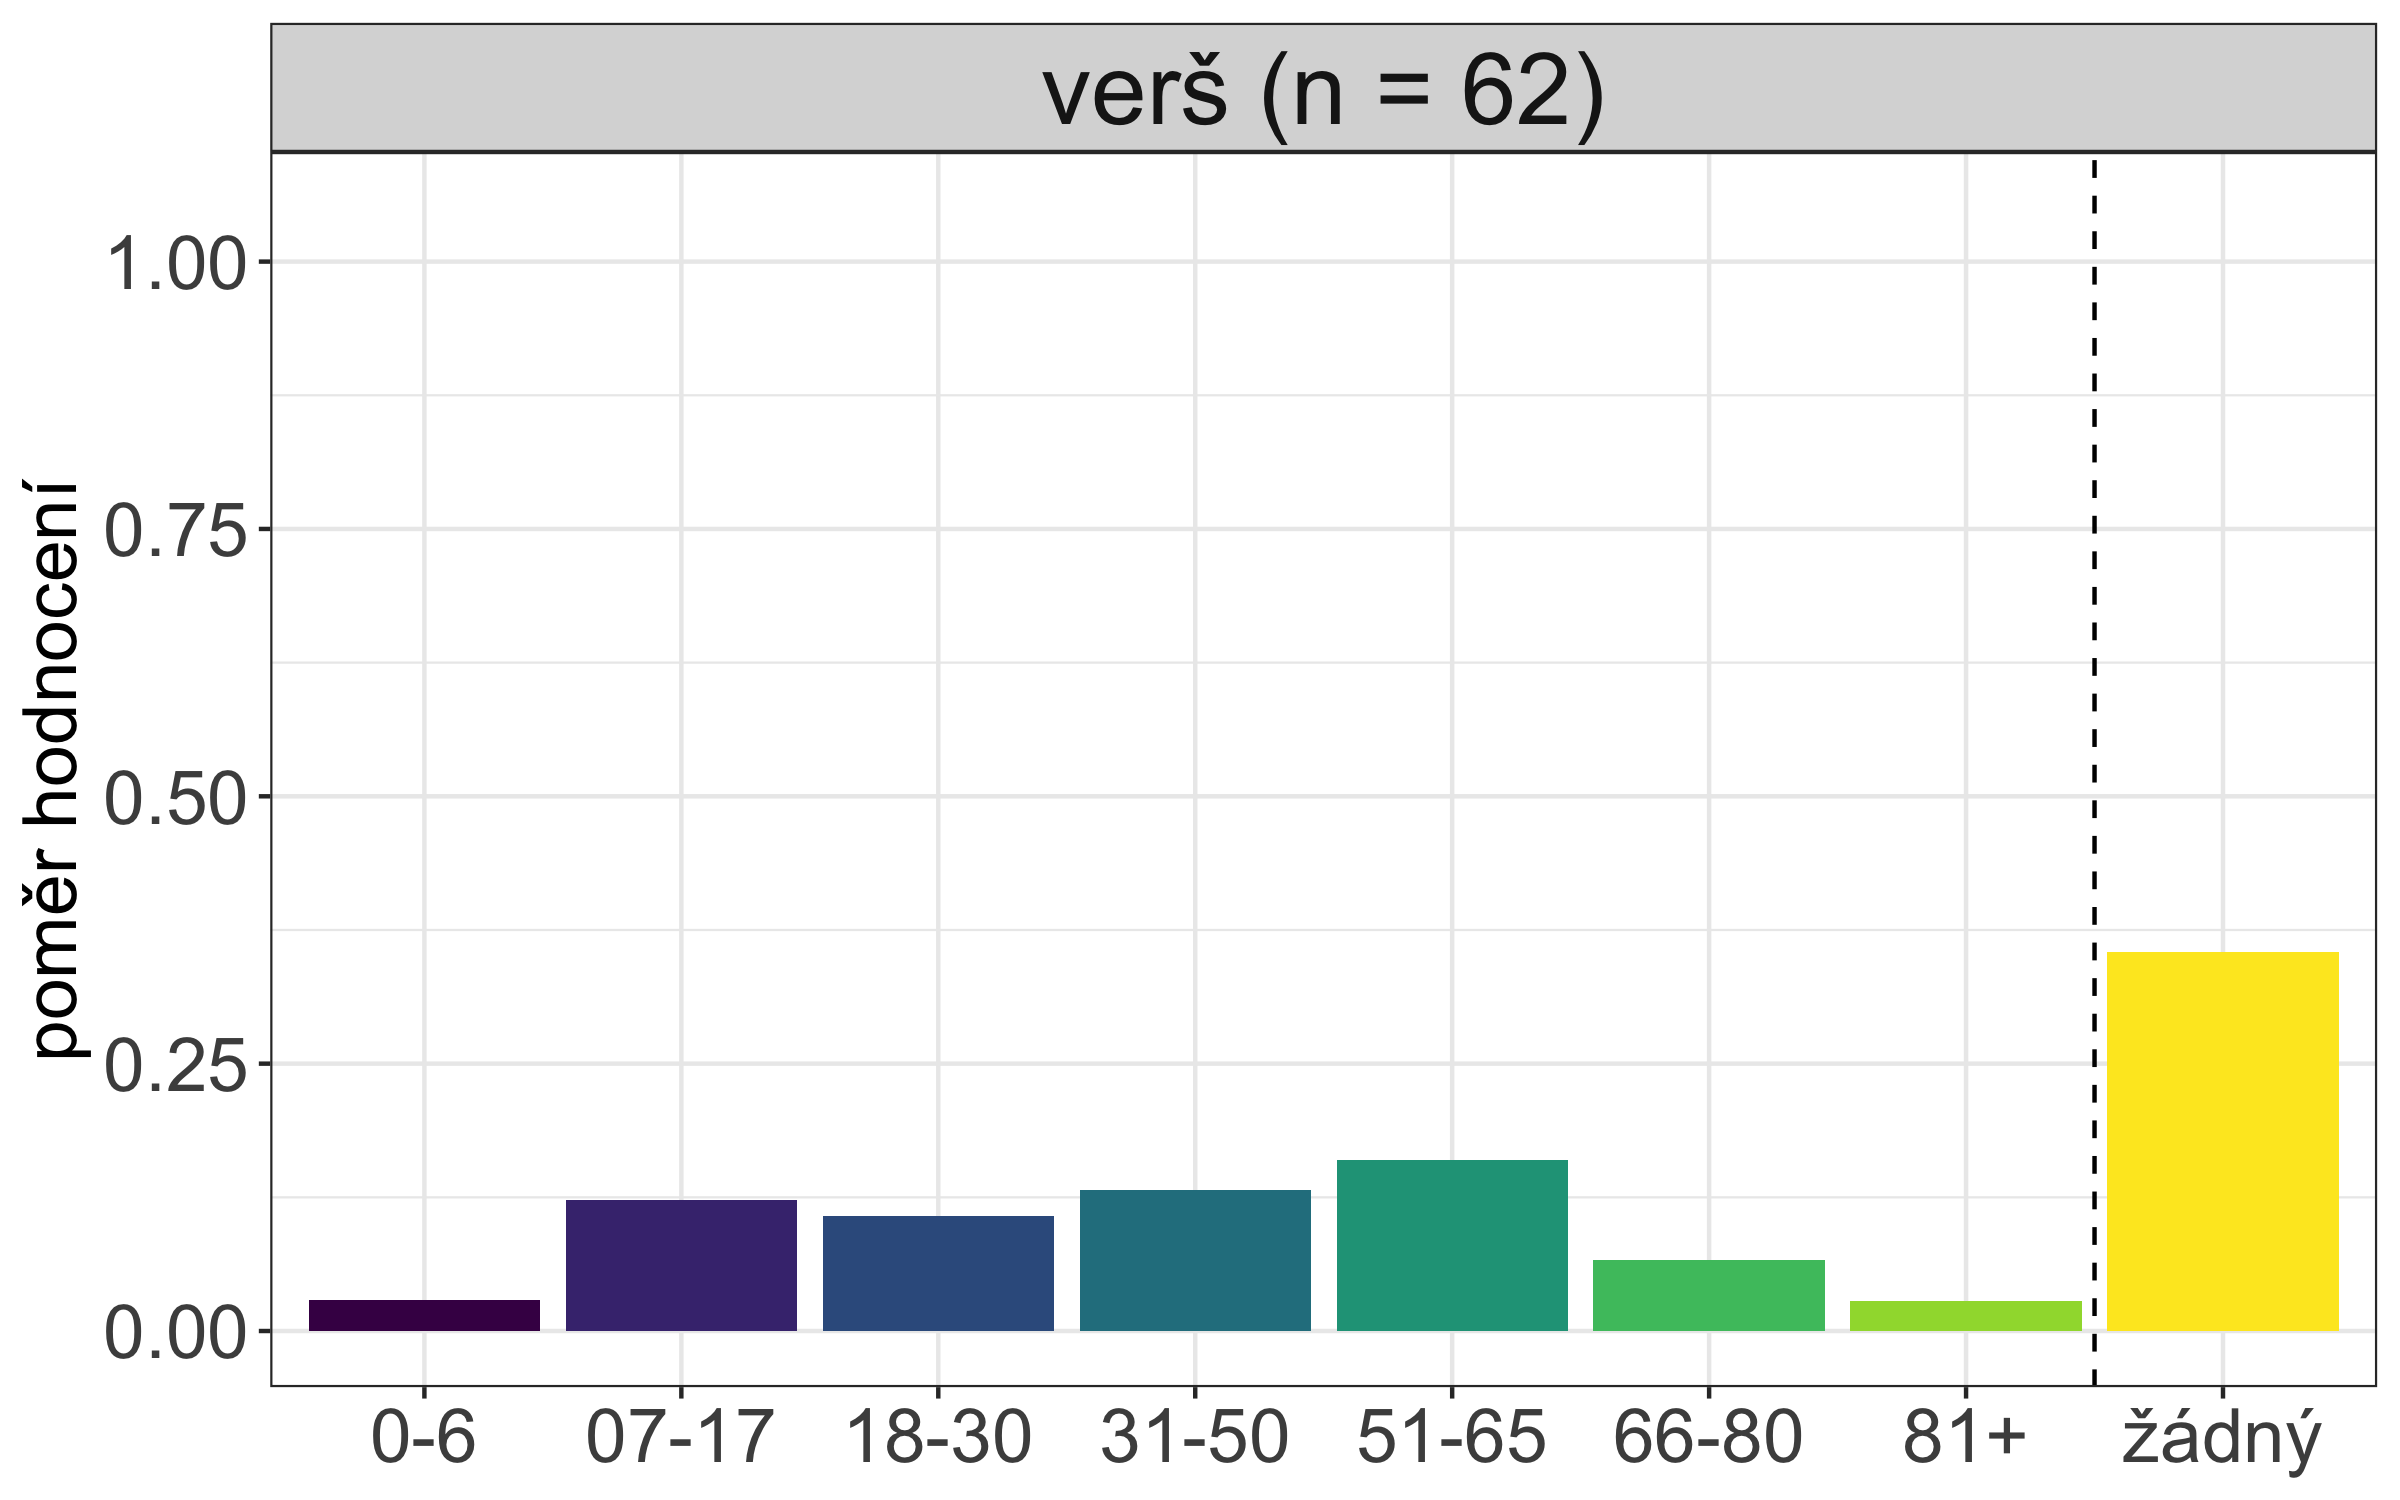 verš (n = 62)
poměr hodnocení
1.00
0.75
0.50
0.25
0.00
0-6 07-17 18-30 31-50 51-65 66-80 81+ žádný